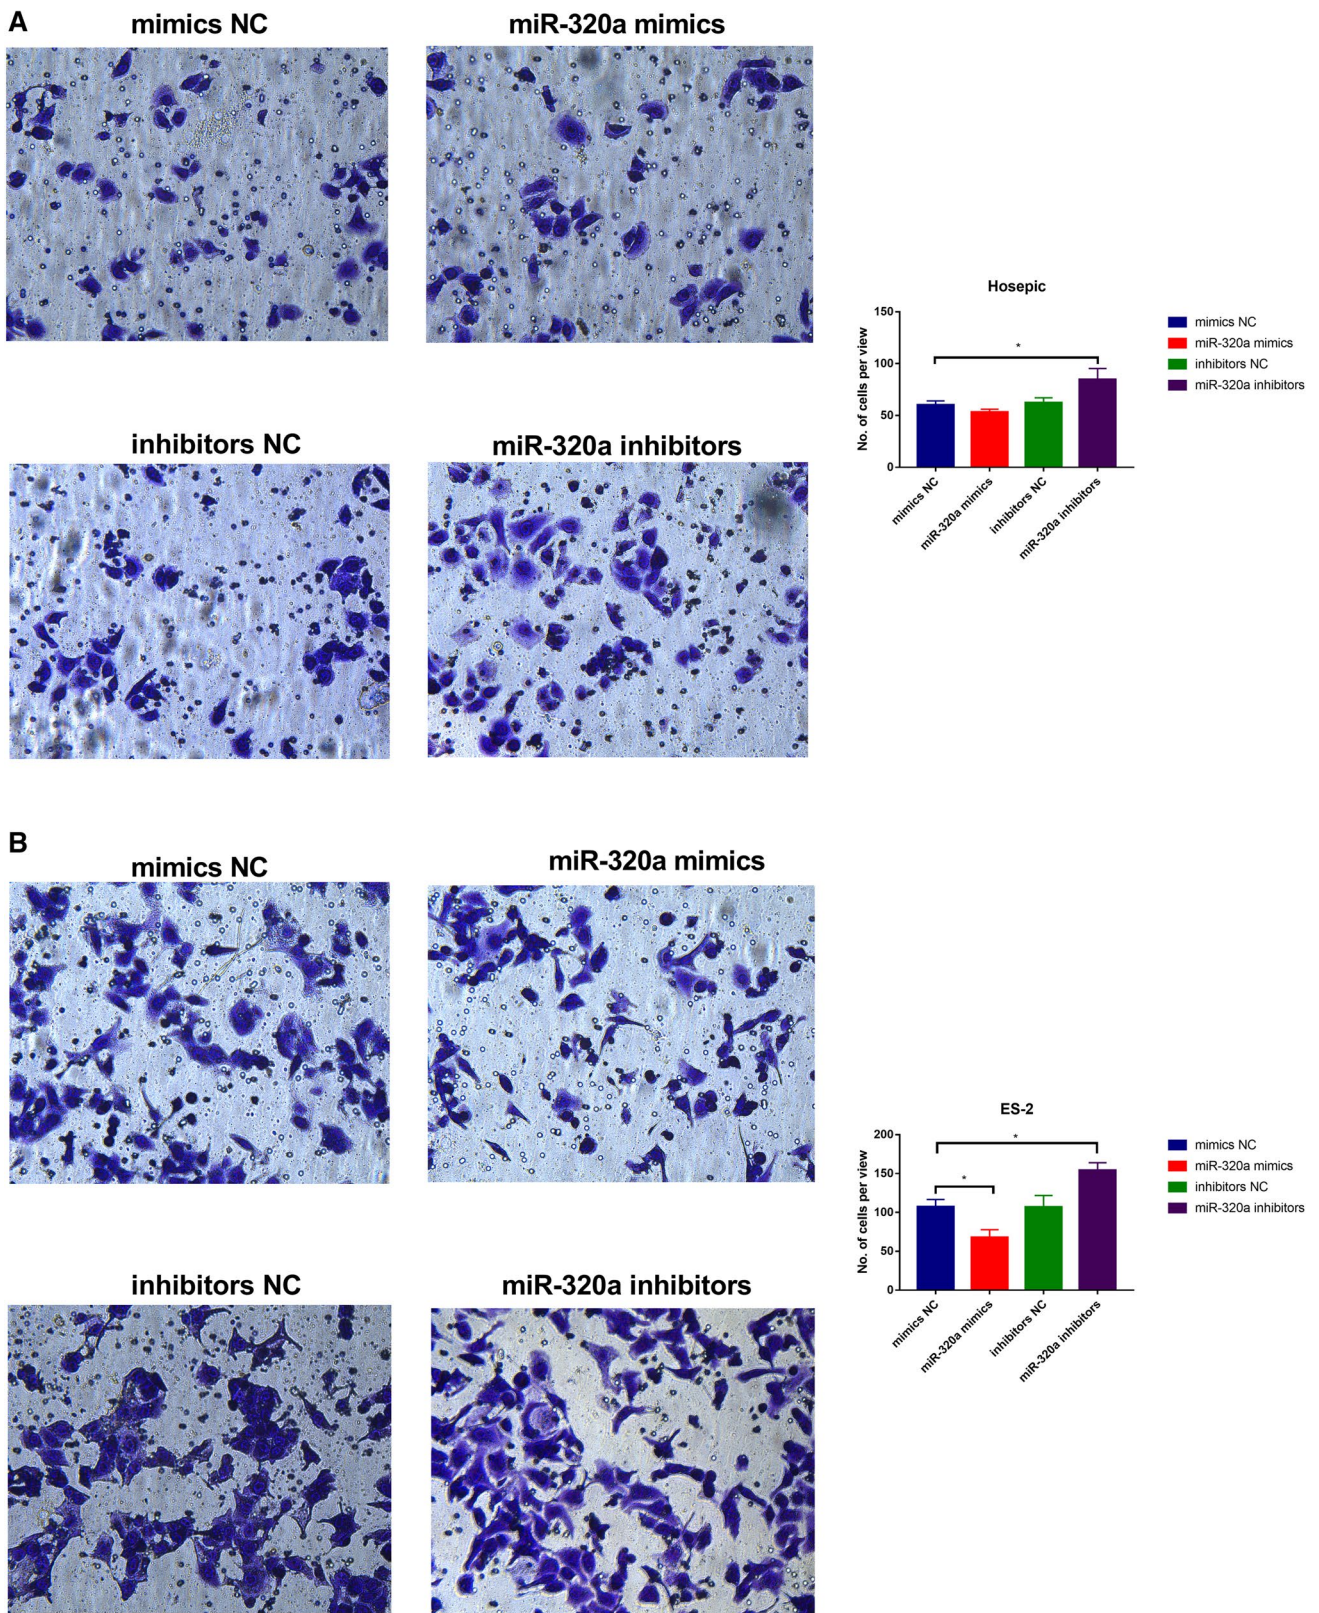 A
mimics NC
miR-320a mimics
inhibitors NC
miR-320a inhibitors
Hosepic
No. of cells per view
150
100
50
0
*
mimics NC
miR-320a mimics
inhibitors NC
miR-320a inhibitors
mimics NC
miR-320a mimics
inhibitors NC
miR-320a inhibitors
B
mimics NC
miR-320a mimics
inhibitors NC
miR-320a inhibitors
ES-2
No. of cells per view
200
150
100
50
0
*
*
mimics NC
miR-320a mimics
inhibitors NC
miR-320a inhibitors
mimics NC
miR-320a mimics
inhibitors NC
miR-320a inhibitors